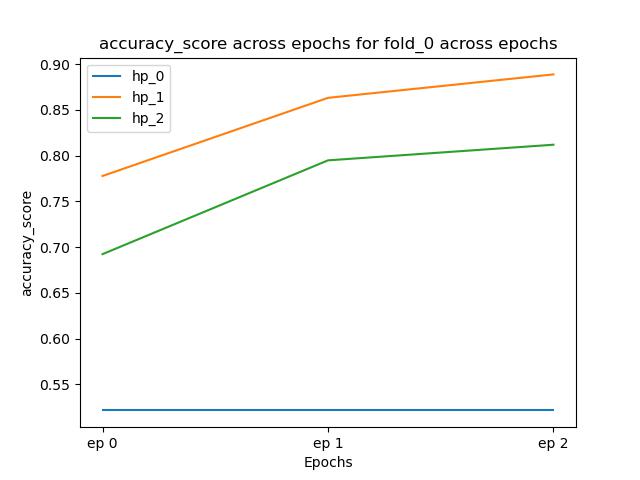 accuracy_score across epochs for fold_0 across epochs
0.90
0.85
0.80
0.75
0.70
0.65
0.60
0.55
accuracy_score
hp_0
hp_1
hp_2
ep 0 ep 1 ep 2
Epochs